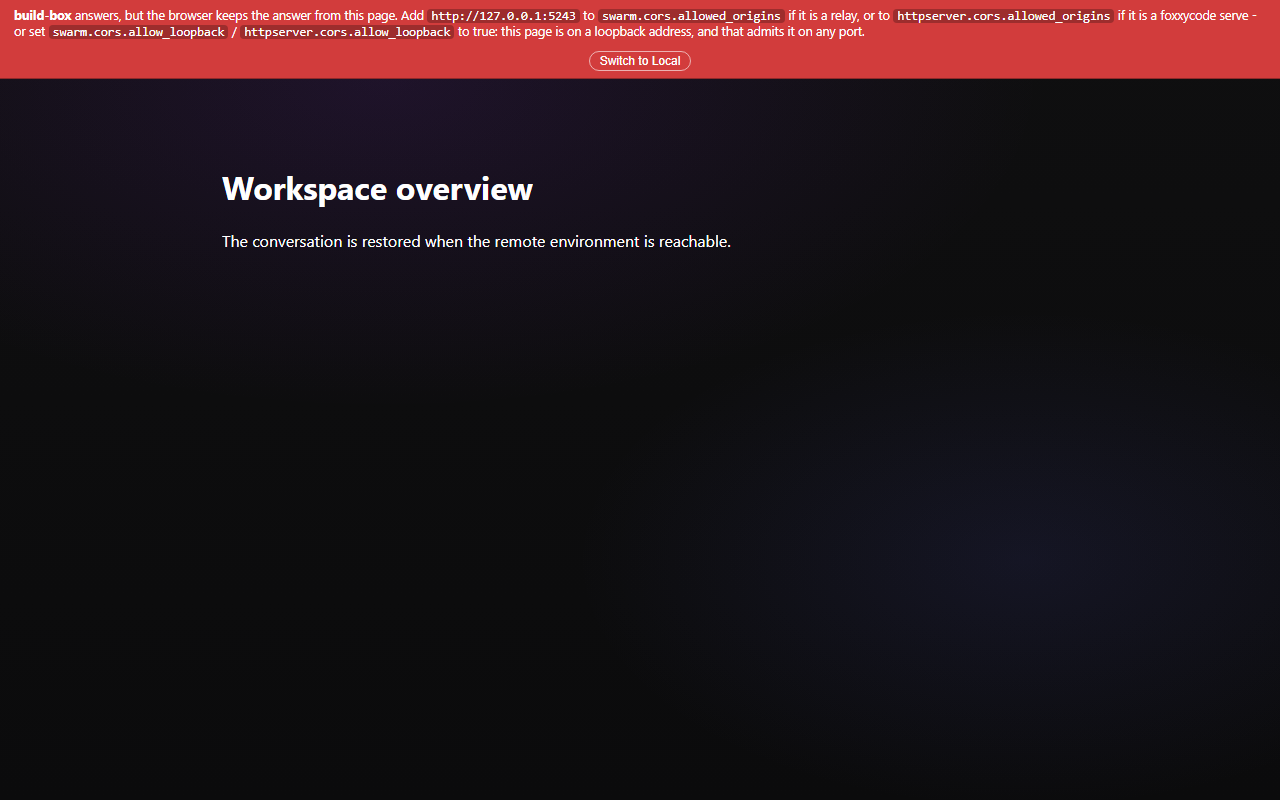 build-box answers, but the browser keeps the answer from this page. Add http://127.0.0.1:5243 to swarm.cors.allowed_origins if it is a relay, or to httpserver.cors.allowed_origins if it is a foxxycode serve -
or set swarm.cors.allow_loopback / httpserver.cors.allow_loopback to true: this page is on a loopback address, and that admits it on any port.
Switch to Local
Workspace overview
The conversation is restored when the remote environment is reachable.